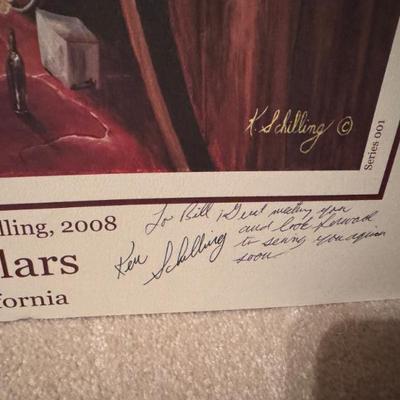 K. Schilling ©
Series 001
lling, 2008
llars
fornia
To Bill, Great meeting you
and look forward
to seeing you again
soon
Ken
Schilling